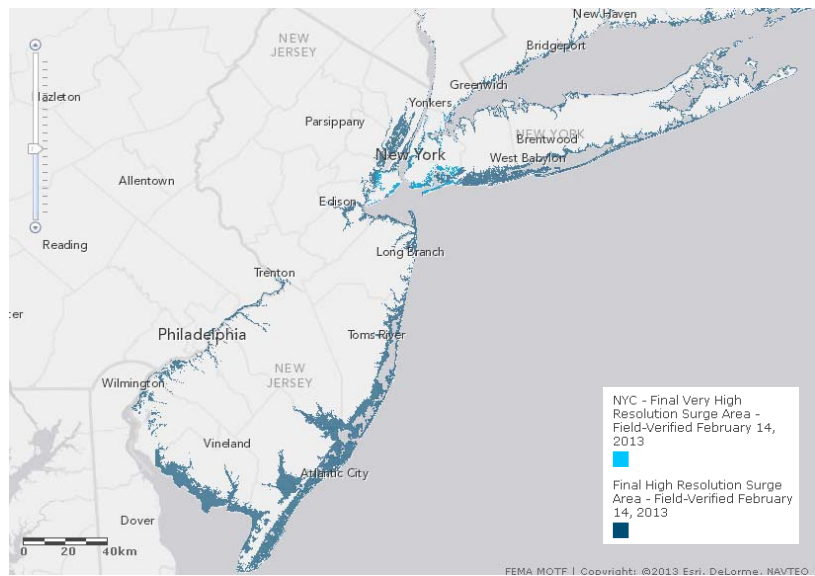 New Haven
Bridgeport
NEW
JERSEY
Greenwich
Hazleton
Yonkers
Parsippany
NEW YORK
Brentwood
New York
West Babylon
Allentown
Edison
Reading
Long Branch
Trenton
Philadelphia
Toms River
NEW
JERSEY
Wilmington
Vineland
Atlantic City
Dover
0 20 40km
NYC - Final Very High
Resolution Surge Area -
Field-Verified February 14,
2013
Final High Resolution Surge
Area - Field-Verified February
14, 2013
FEMA MOTF | Copyright: ©2013 Esri, DeLorme, NAVTEQ